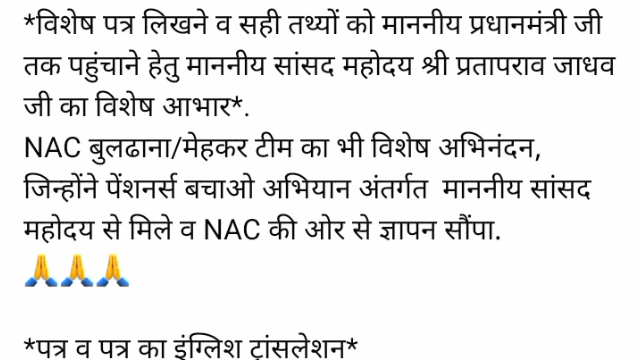 *विशेष पत्र लिखने व सही तथ्यों को माननीय प्रधानमंत्री जी
तक पहुंचाने हेतु माननीय सांसद महोदय श्री प्रतापराव जाधव
जी का विशेष आभार*.
NAC बुलढाना/मेहकर टीम का भी विशेष अभिनंदन,
जिन्होंने पेंशनर्स बचाओ अभियान अंतर्गत माननीय सांसद
महोदय से मिले व NAC की ओर से ज्ञापन सौंपा.
🙏🙏🙏
*पत्र व पत्र का इंग्लिश ट्रांसलेशन*